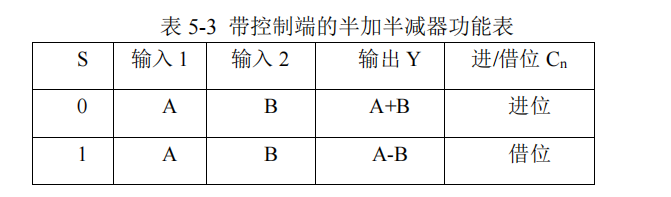 表 5-3 带控制端的半加半减器功能表
S 输入 1 输入 2 输出 Y 进/借位 Cn
0 A B A+B 进位
1 A B A-B 借位